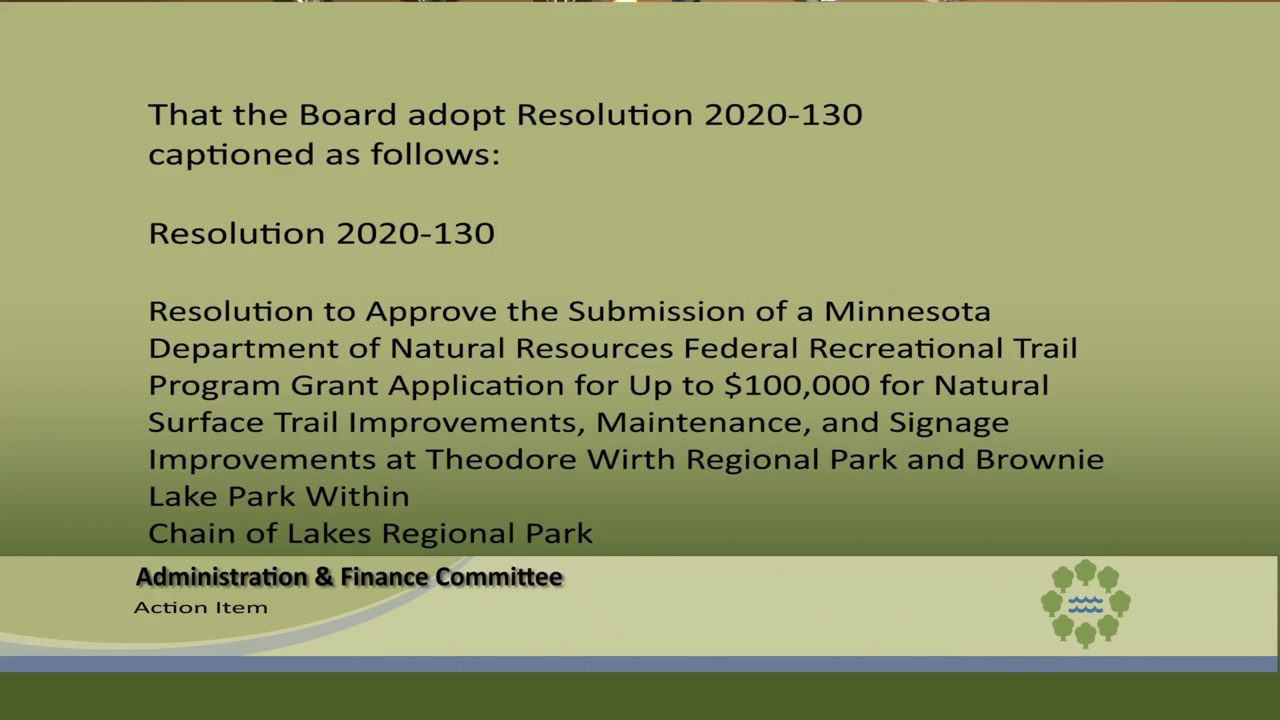 That the Board adopt Resolution 2020-130
captioned as follows:
Resolution 2020-130
Resolution to Approve the Submission of a Minnesota
Department of Natural Resources Federal Recreational Trail
Program Grant Application for Up to $100,000 for Natural
Surface Trail Improvements, Maintenance, and Signage
Improvements at Theodore Wirth Regional Park and Brownie
Lake Park Within
Chain of Lakes Regional Park
Administration & Finance Committee
Action Item